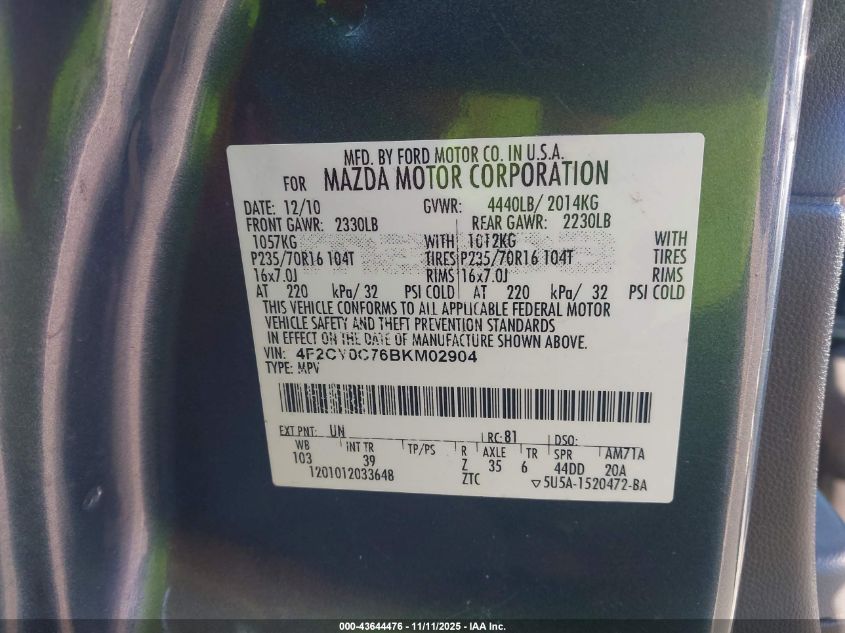 MFD. BY FORD MOTOR CO. IN U.S.A.
FOR MAZDA MOTOR CORPORATION
DATE: 12/10 GVWR: 4440LB/ 2014KG
FRONT GAWR: 2330LB REAR GAWR: 2230LB
1057KG WITH 1012KG WITH
P235/70R16 104T TIRES P235/70R16 104T TIRES
16x7.0J RIMS 16x7.0J RIMS
AT 220 kPa/ 32 PSI COLD AT 220 kPa/ 32 PSI COLD
THIS VEHICLE CONFORMS TO ALL APPLICABLE FEDERAL MOTOR
VEHICLE SAFETY AND THEFT PREVENTION STANDARDS
IN EFFECT ON THE DATE OF MANUFACTURE SHOWN ABOVE.
VIN: 4F2CY0C76BKM02904
TYPE: MPV
EXT PNT: UN RC: 81 DSO:
WB INT TR TP/PS R AXLE TR SPR AM71A
103 39 Z 35 6 44DD 20A
1201012033648 ZTC ▽5U5A-1520472-BA
000-43644476 - 11/11/2025 - IAA Inc.